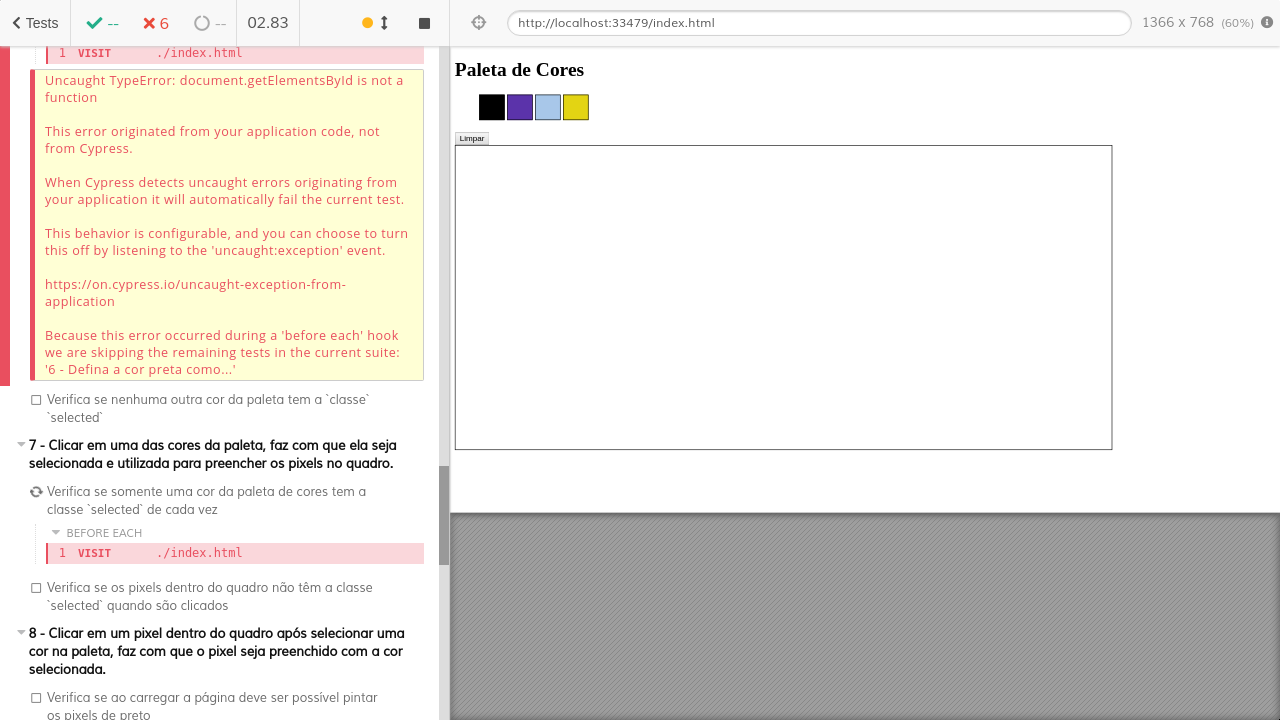 Tests
--
6
--
02.83
http://localhost:33479/index.html
1366 x 768 (60%)
1 VISIT ./index.html
Uncaught TypeError: document.getElementsById is not a
function
This error originated from your application code, not
from Cypress.
When Cypress detects uncaught errors originating from
your application it will automatically fail the current test.
This behavior is configurable, and you can choose to turn
this off by listening to the 'uncaught:exception' event.
https://on.cypress.io/uncaught-exception-from-
application
Because this error occurred during a 'before each' hook
we are skipping the remaining tests in the current suite:
'6 - Defina a cor preta como...'
Verifica se nenhuma outra cor da paleta tem a `classe`
`selected`
7 - Clicar em uma das cores da paleta, faz com que ela seja
selecionada e utilizada para preencher os pixels no quadro.
Verifica se somente uma cor da paleta de cores tem a
classe `selected` de cada vez
BEFORE EACH
1 VISIT ./index.html
Verifica se os pixels dentro do quadro não têm a classe
`selected` quando são clicados
8 - Clicar em um pixel dentro do quadro após selecionar uma
cor na paleta, faz com que o pixel seja preenchido com a cor
selecionada.
Verifica se ao carregar a página deve ser possível pintar
os pixels de preto
Paleta de Cores
Limpar